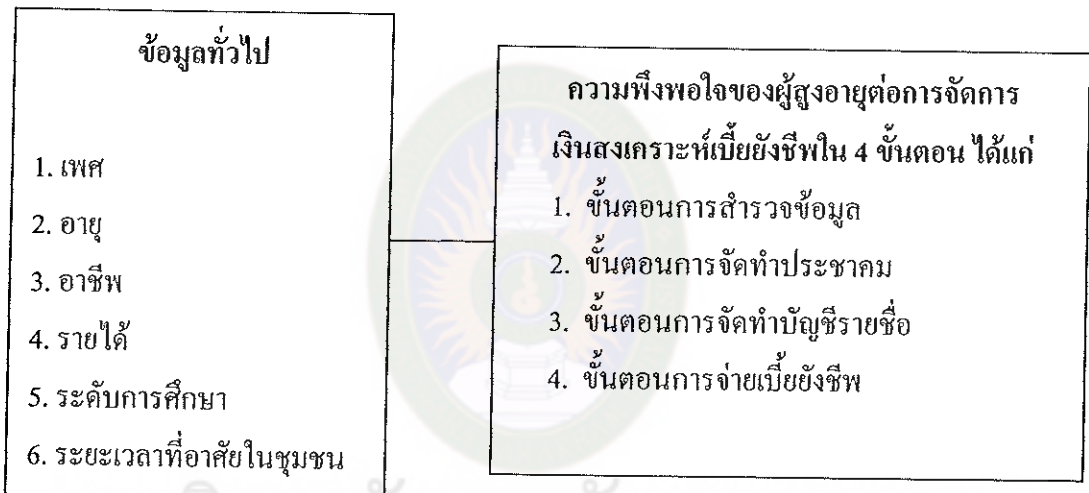 ข้อมูลทั่วไป
1. เพศ
2. อายุ
3. อาชีพ
4. รายได้
5. ระดับการศึกษา
6. ระยะเวลาที่อาศัยในชุมชน
ความพึงพอใจของผู้สูงอายุต่อการจัดการ
เงินสงเคราะห์เบี้ยยังชีพใน 4 ขั้นตอน ได้แก่
1. ขั้นตอนการสำรวจข้อมูล
2. ขั้นตอนการจัดทำประชาคม
3. ขั้นตอนการจัดทำบัญชีรายชื่อ
4. ขั้นตอนการจ่ายเบี้ยยังชีพ